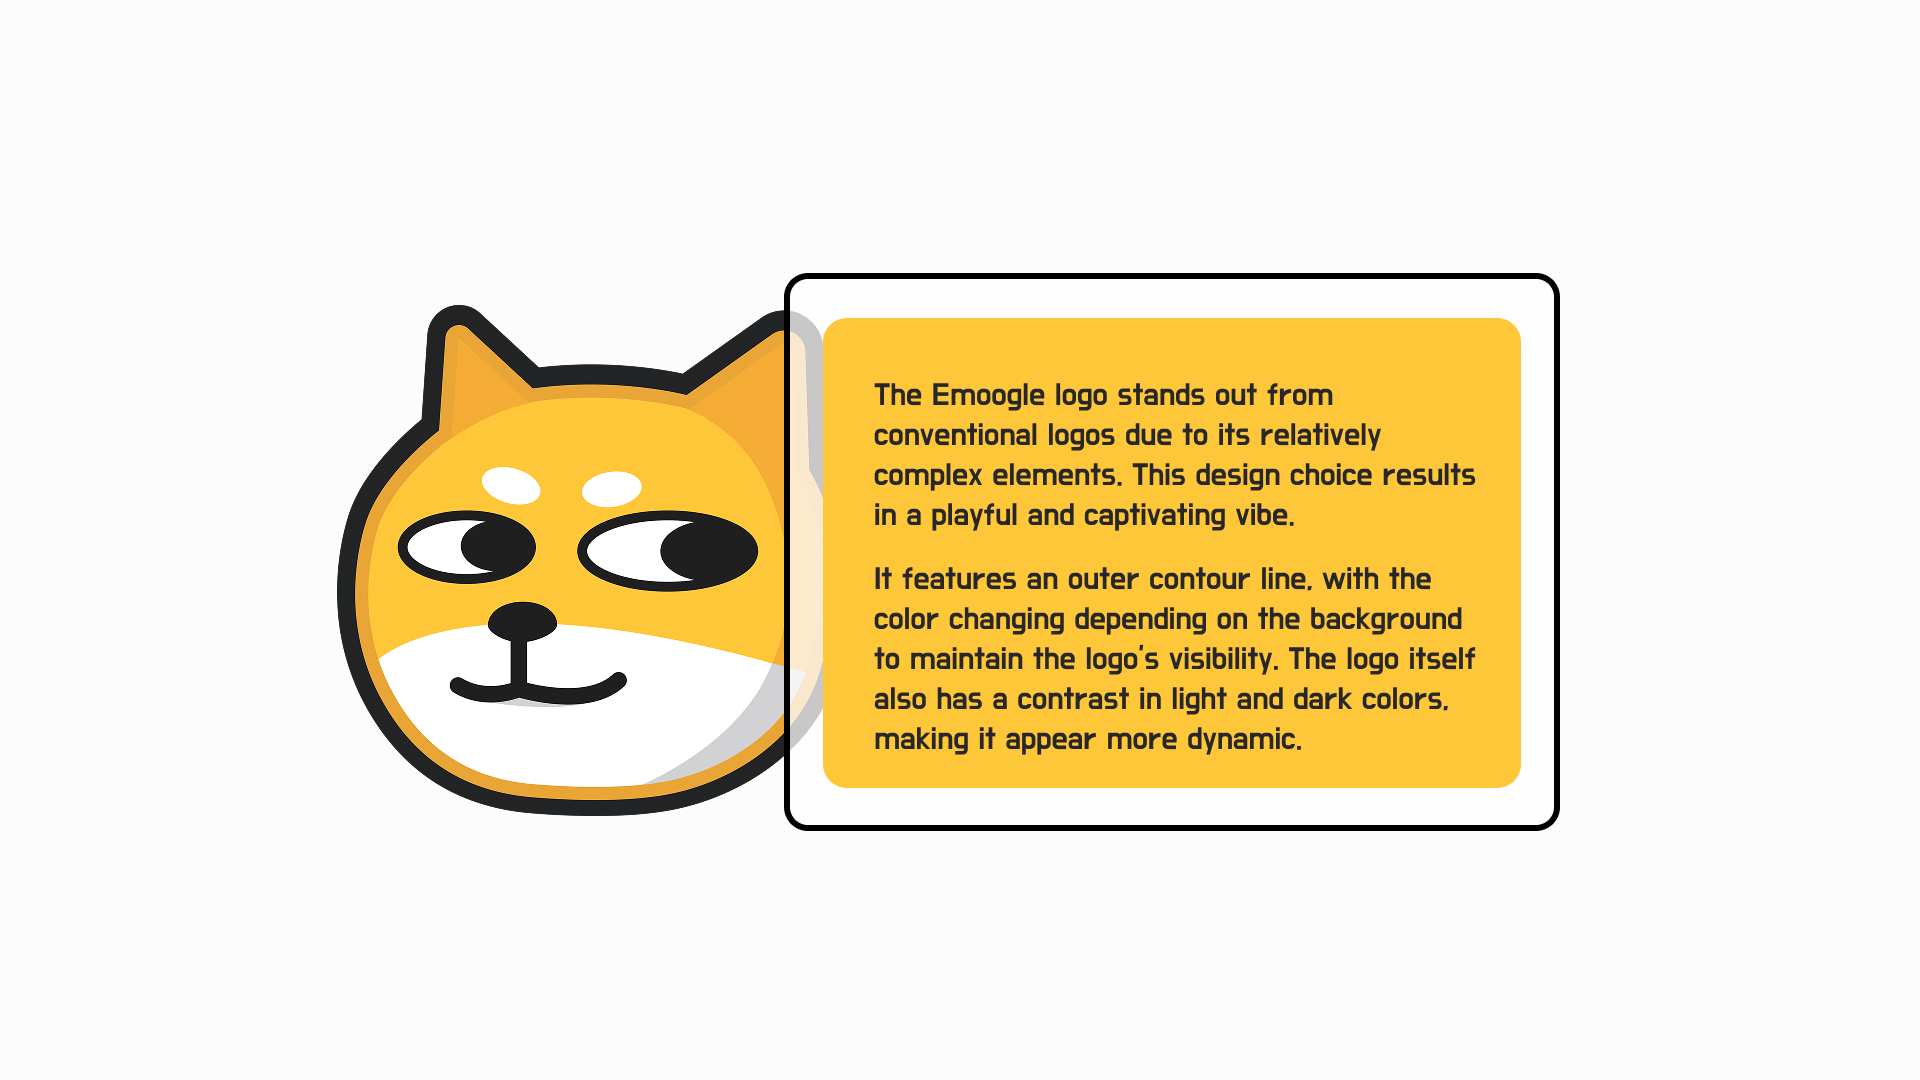 The Emoogle logo stands out from
conventional logos due to its relatively
complex elements. This design choice results
in a playful and captivating vibe.
It features an outer contour line, with the
color changing depending on the background
to maintain the logo's visibility. The logo itself
also has a contrast in light and dark colors,
making it appear more dynamic.